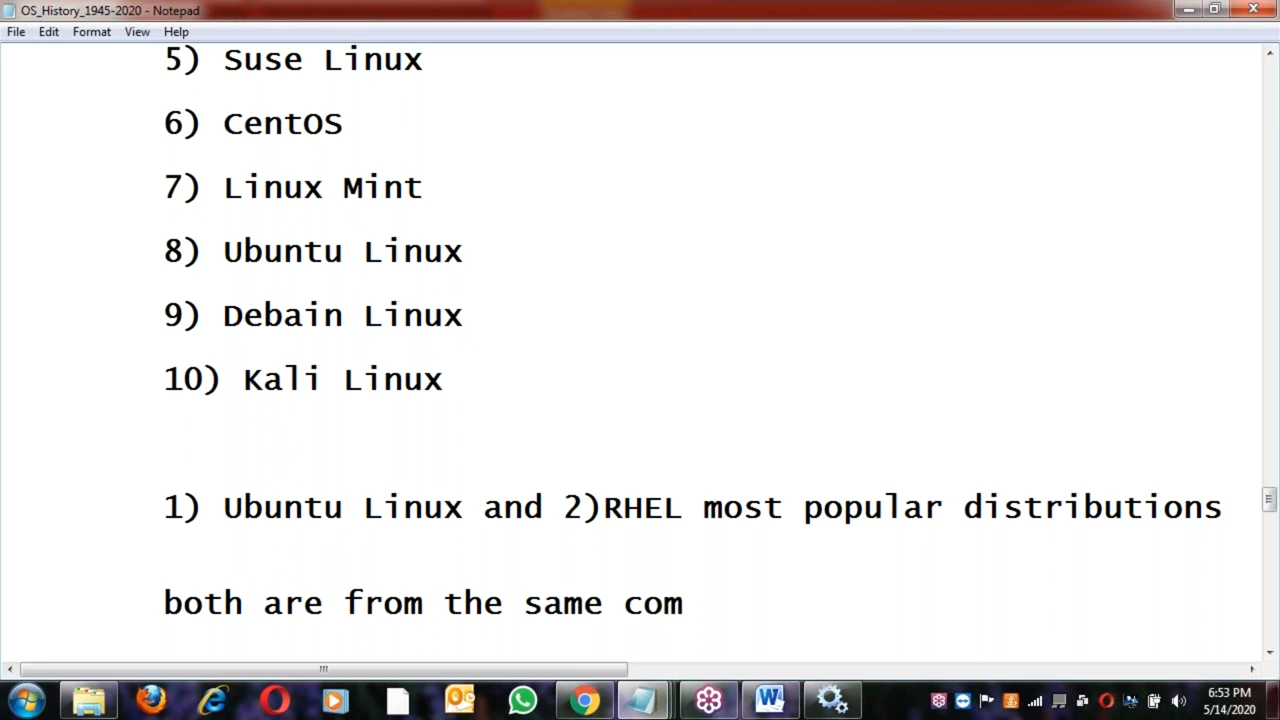 OS_History_1945-2020 - Notepad
File Edit Format View Help
5) Suse Linux
6) CentOS
7) Linux Mint
8) Ubuntu Linux
9) Debain Linux
10) Kali Linux
1) Ubuntu Linux and 2)RHEL most popular distributions
both are from the same com
6:53 PM
5/14/2020